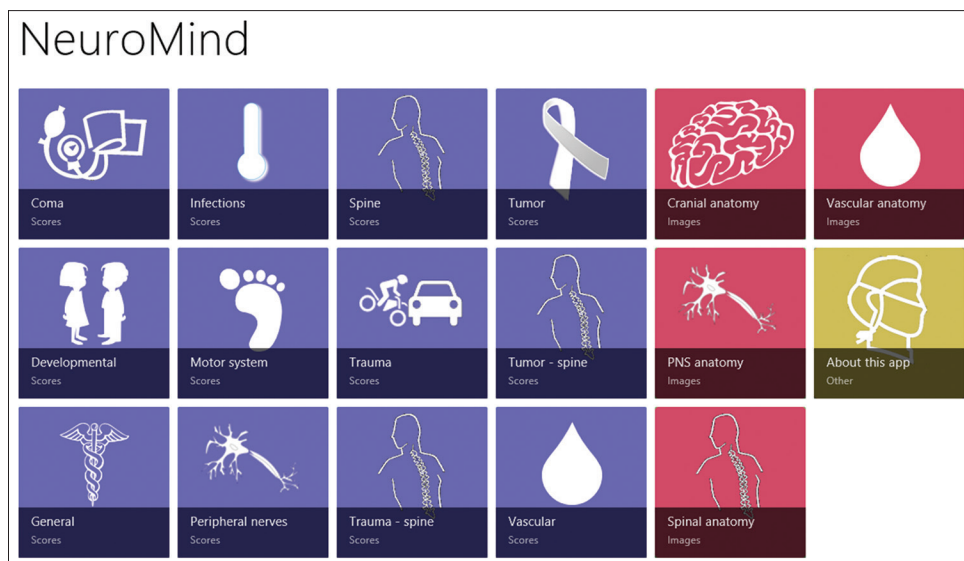 NeuroMind
Coma
Scores
Infections
Scores
Spine
Scores
Tumor
Scores
Cranial anatomy
Images
Vascular anatomy
Images
Developmental
Scores
Motor system
Scores
Trauma
Scores
Tumor - spine
Scores
PNS anatomy
Images
About this app
Other
General
Scores
Peripheral nerves
Scores
Trauma - spine
Scores
Vascular
Scores
Spinal anatomy
Images